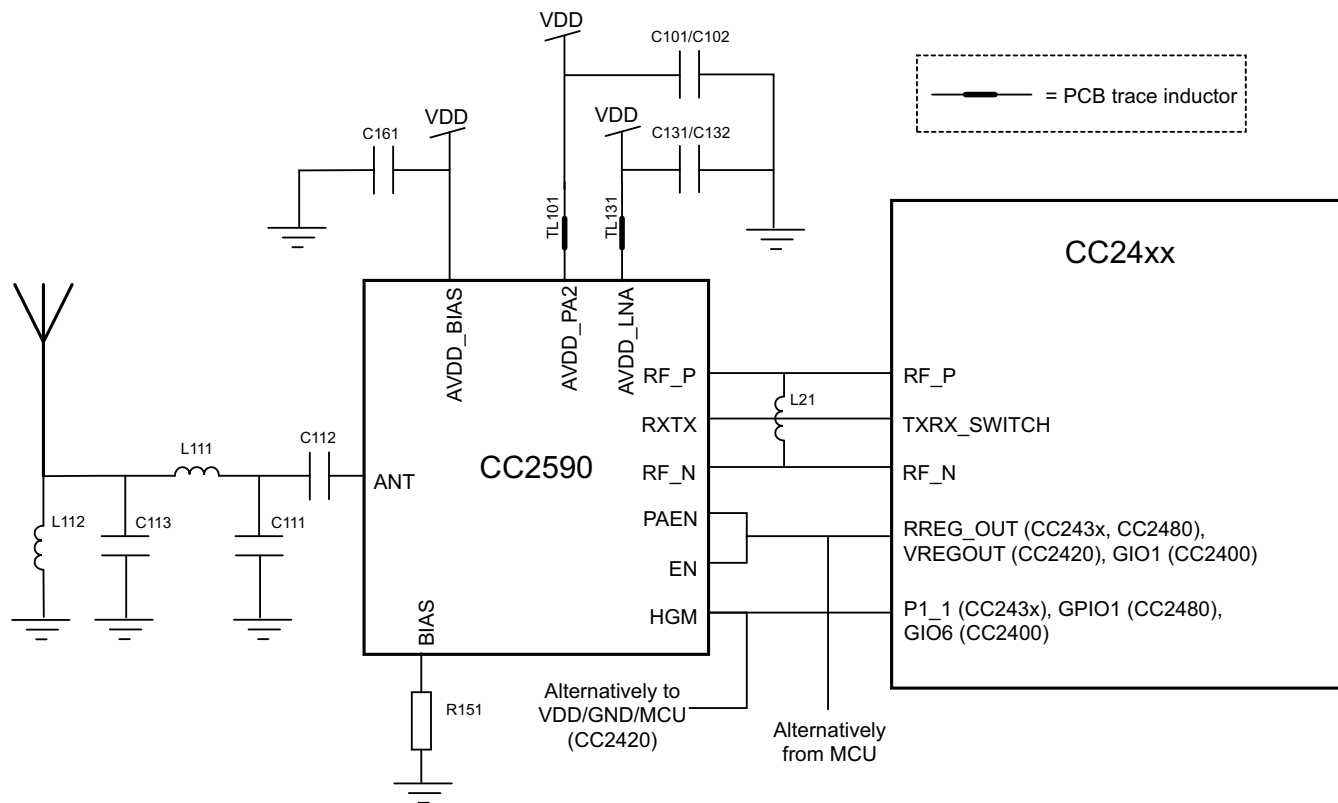 VDD
C101/C102
= PCB trace inductor
VDD
VDD
C161
C131/C132
TL101
TL131
CC24xx
AVDD_BIAS
AVDD_PA2
AVDD_LNA
RF_P
RF_P
L21
RXTX
TXRX_SWITCH
L111
C112
ANT
CC2590
RF_N
RF_N
L112
C113
C111
PAEN
RREG_OUT (CC243x, CC2480),
VREGOUT (CC2420), GIO1 (CC2400)
EN
HGM
P1_1 (CC243x), GPIO1 (CC2480),
GIO6 (CC2400)
BIAS
R151
Alternatively to
VDD/GND/MCU
(CC2420)
Alternatively
from MCU